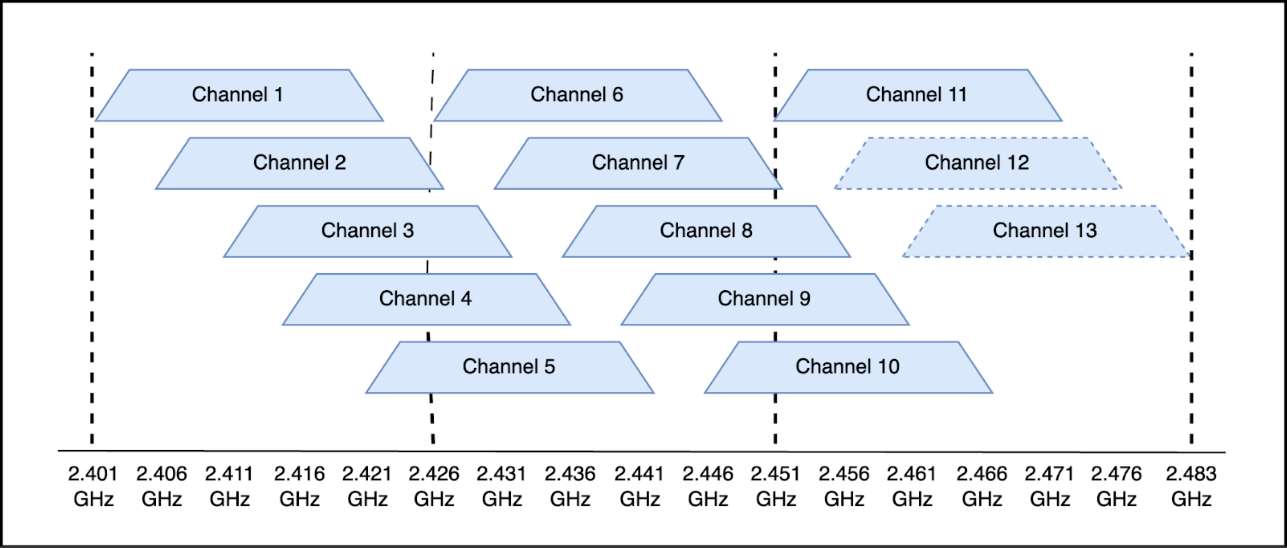 Channel 1
Channel 6
Channel 11
Channel 2
Channel 7
Channel 12
Channel 3
Channel 8
Channel 13
Channel 4
Channel 9
Channel 5
Channel 10
2.401 GHz
2.406 GHz
2.411 GHz
2.416 GHz
2.421 GHz
2.426 GHz
2.431 GHz
2.436 GHz
2.441 GHz
2.446 GHz
2.451 GHz
2.456 GHz
2.461 GHz
2.466 GHz
2.471 GHz
2.476 GHz
2.483 GHz